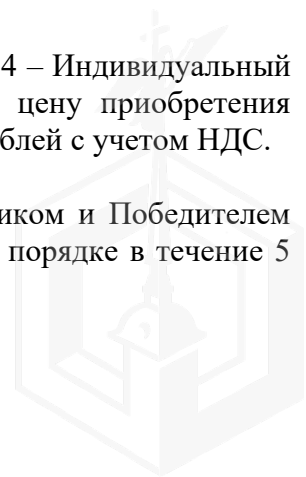 4 – Индивидуальный
цену приобретения
блей с учетом НДС.
иком и Победителем
порядке в течение 5